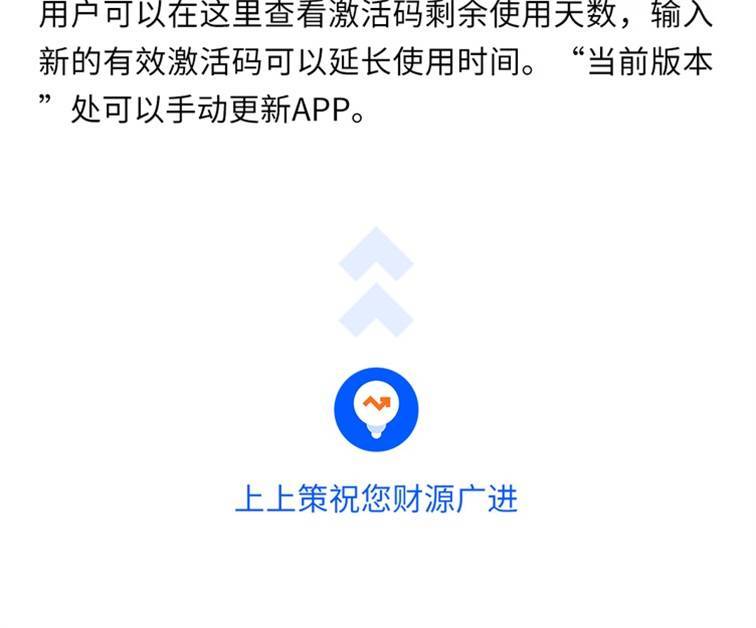 用户可以在这里查看激活码剩余使用天数，输入
新的有效激活码可以延长使用时间。“当前版本
”处可以手动更新APP。
上上策祝您财源广进